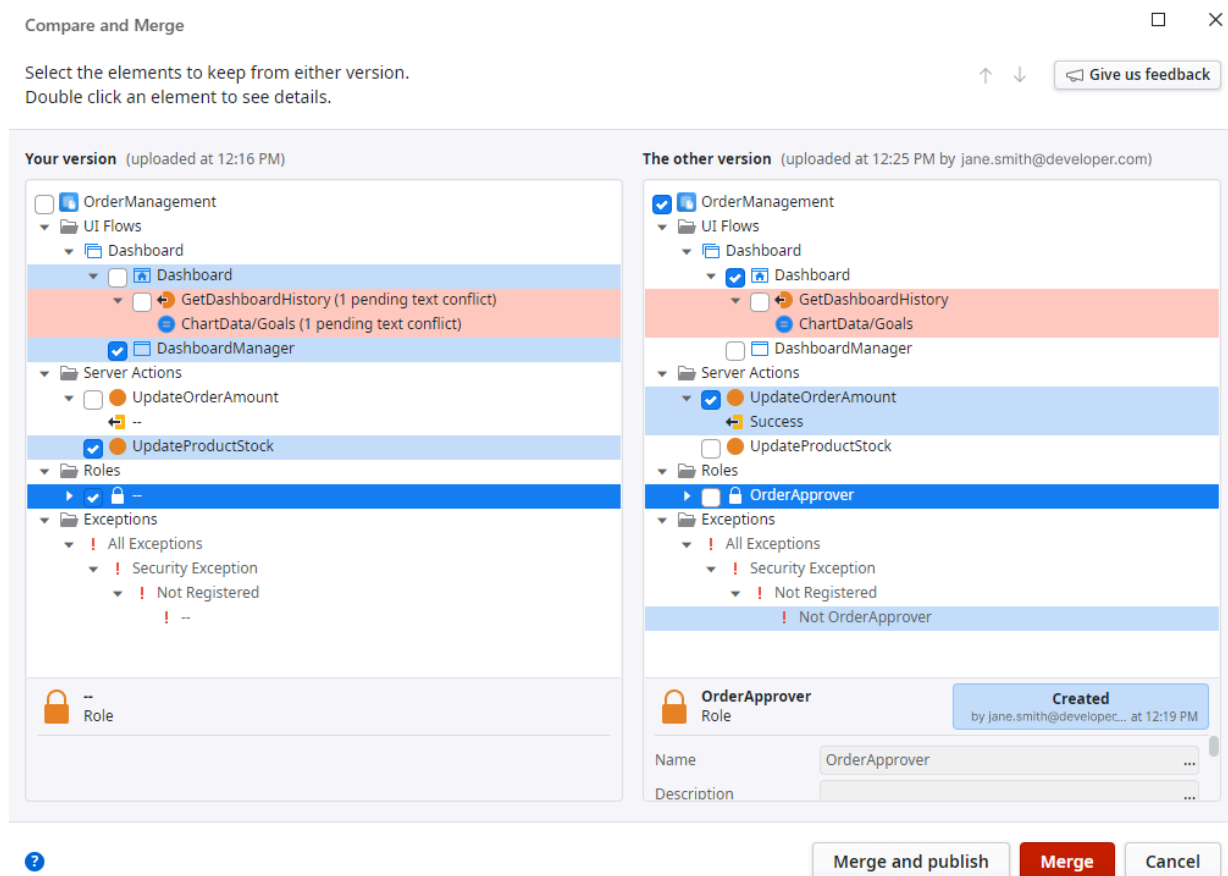 Compare and Merge
Select the elements to keep from either version.
Double click an element to see details.
Give us feedback
Your version (uploaded at 12:16 PM)
OrderManagement
UI Flows
Dashboard
Dashboard
GetDashboardHistory (1 pending text conflict)
ChartData/Goals (1 pending text conflict)
DashboardManager
Server Actions
UpdateOrderAmount
--
UpdateProductStock
Roles
--
Exceptions
! All Exceptions
! Security Exception
! Not Registered
! --
--
Role
The other version (uploaded at 12:25 PM by jane.smith@developer.com)
OrderManagement
UI Flows
Dashboard
Dashboard
GetDashboardHistory
ChartData/Goals
DashboardManager
Server Actions
UpdateOrderAmount
Success
UpdateProductStock
Roles
OrderApprover
Exceptions
! All Exceptions
! Security Exception
! Not Registered
! Not OrderApprover
OrderApprover
Role
Created
by jane.smith@developer.... at 12:19 PM
Name OrderApprover ...
Description ...
?
Merge and publish Merge Cancel